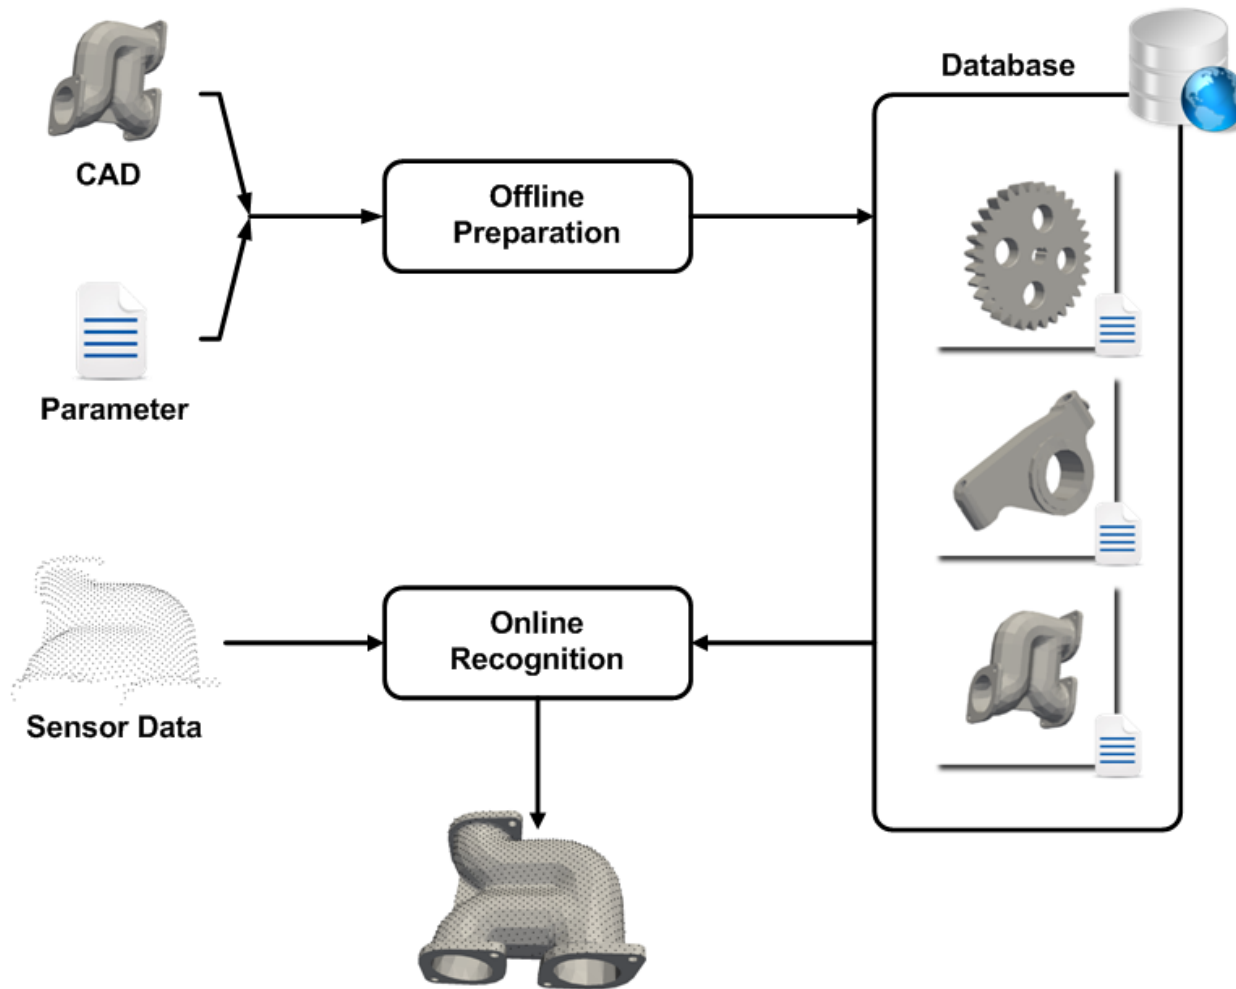 Database
CAD
Offline
Preparation
Parameter
Online
Recognition
Sensor Data